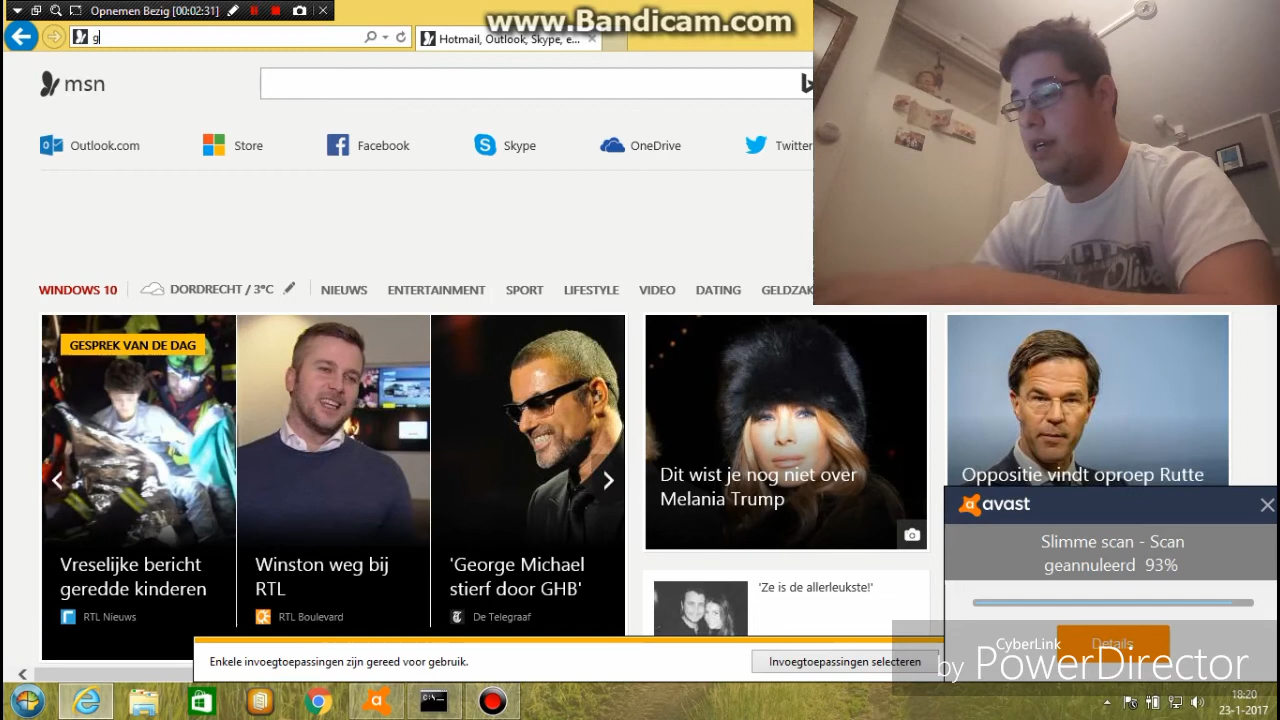 Opnemen Bezig [00:02:31]
www.Bandicam.com
g
Hotmail, Outlook, Skype, e...
msn
Outlook.com
Store
Facebook
Skype
OneDrive
Twitter
WINDOWS 10
DORDRECHT / 3°C
NIEUWS
ENTERTAINMENT
SPORT
LIFESTYLE
VIDEO
DATING
GELDZAK
GESPREK VAN DE DAG
Vreselijke bericht
geredde kinderen
RTL Nieuws
Winston weg bij
RTL
RTL Boulevard
'George Michael
stierf door GHB'
De Telegraaf
Dit wist je nog niet over
Melania Trump
'Ze is de allerleukste!'
Oppositie vindt oproep Rutte
avast
Slimme scan - Scan
geannuleerd 93%
Details
Enkele invoegtoepassingen zijn gereed voor gebruik.
Invoegtoepassingen selecteren
CyberLink
by PowerDirector
18:20
23-1-2017